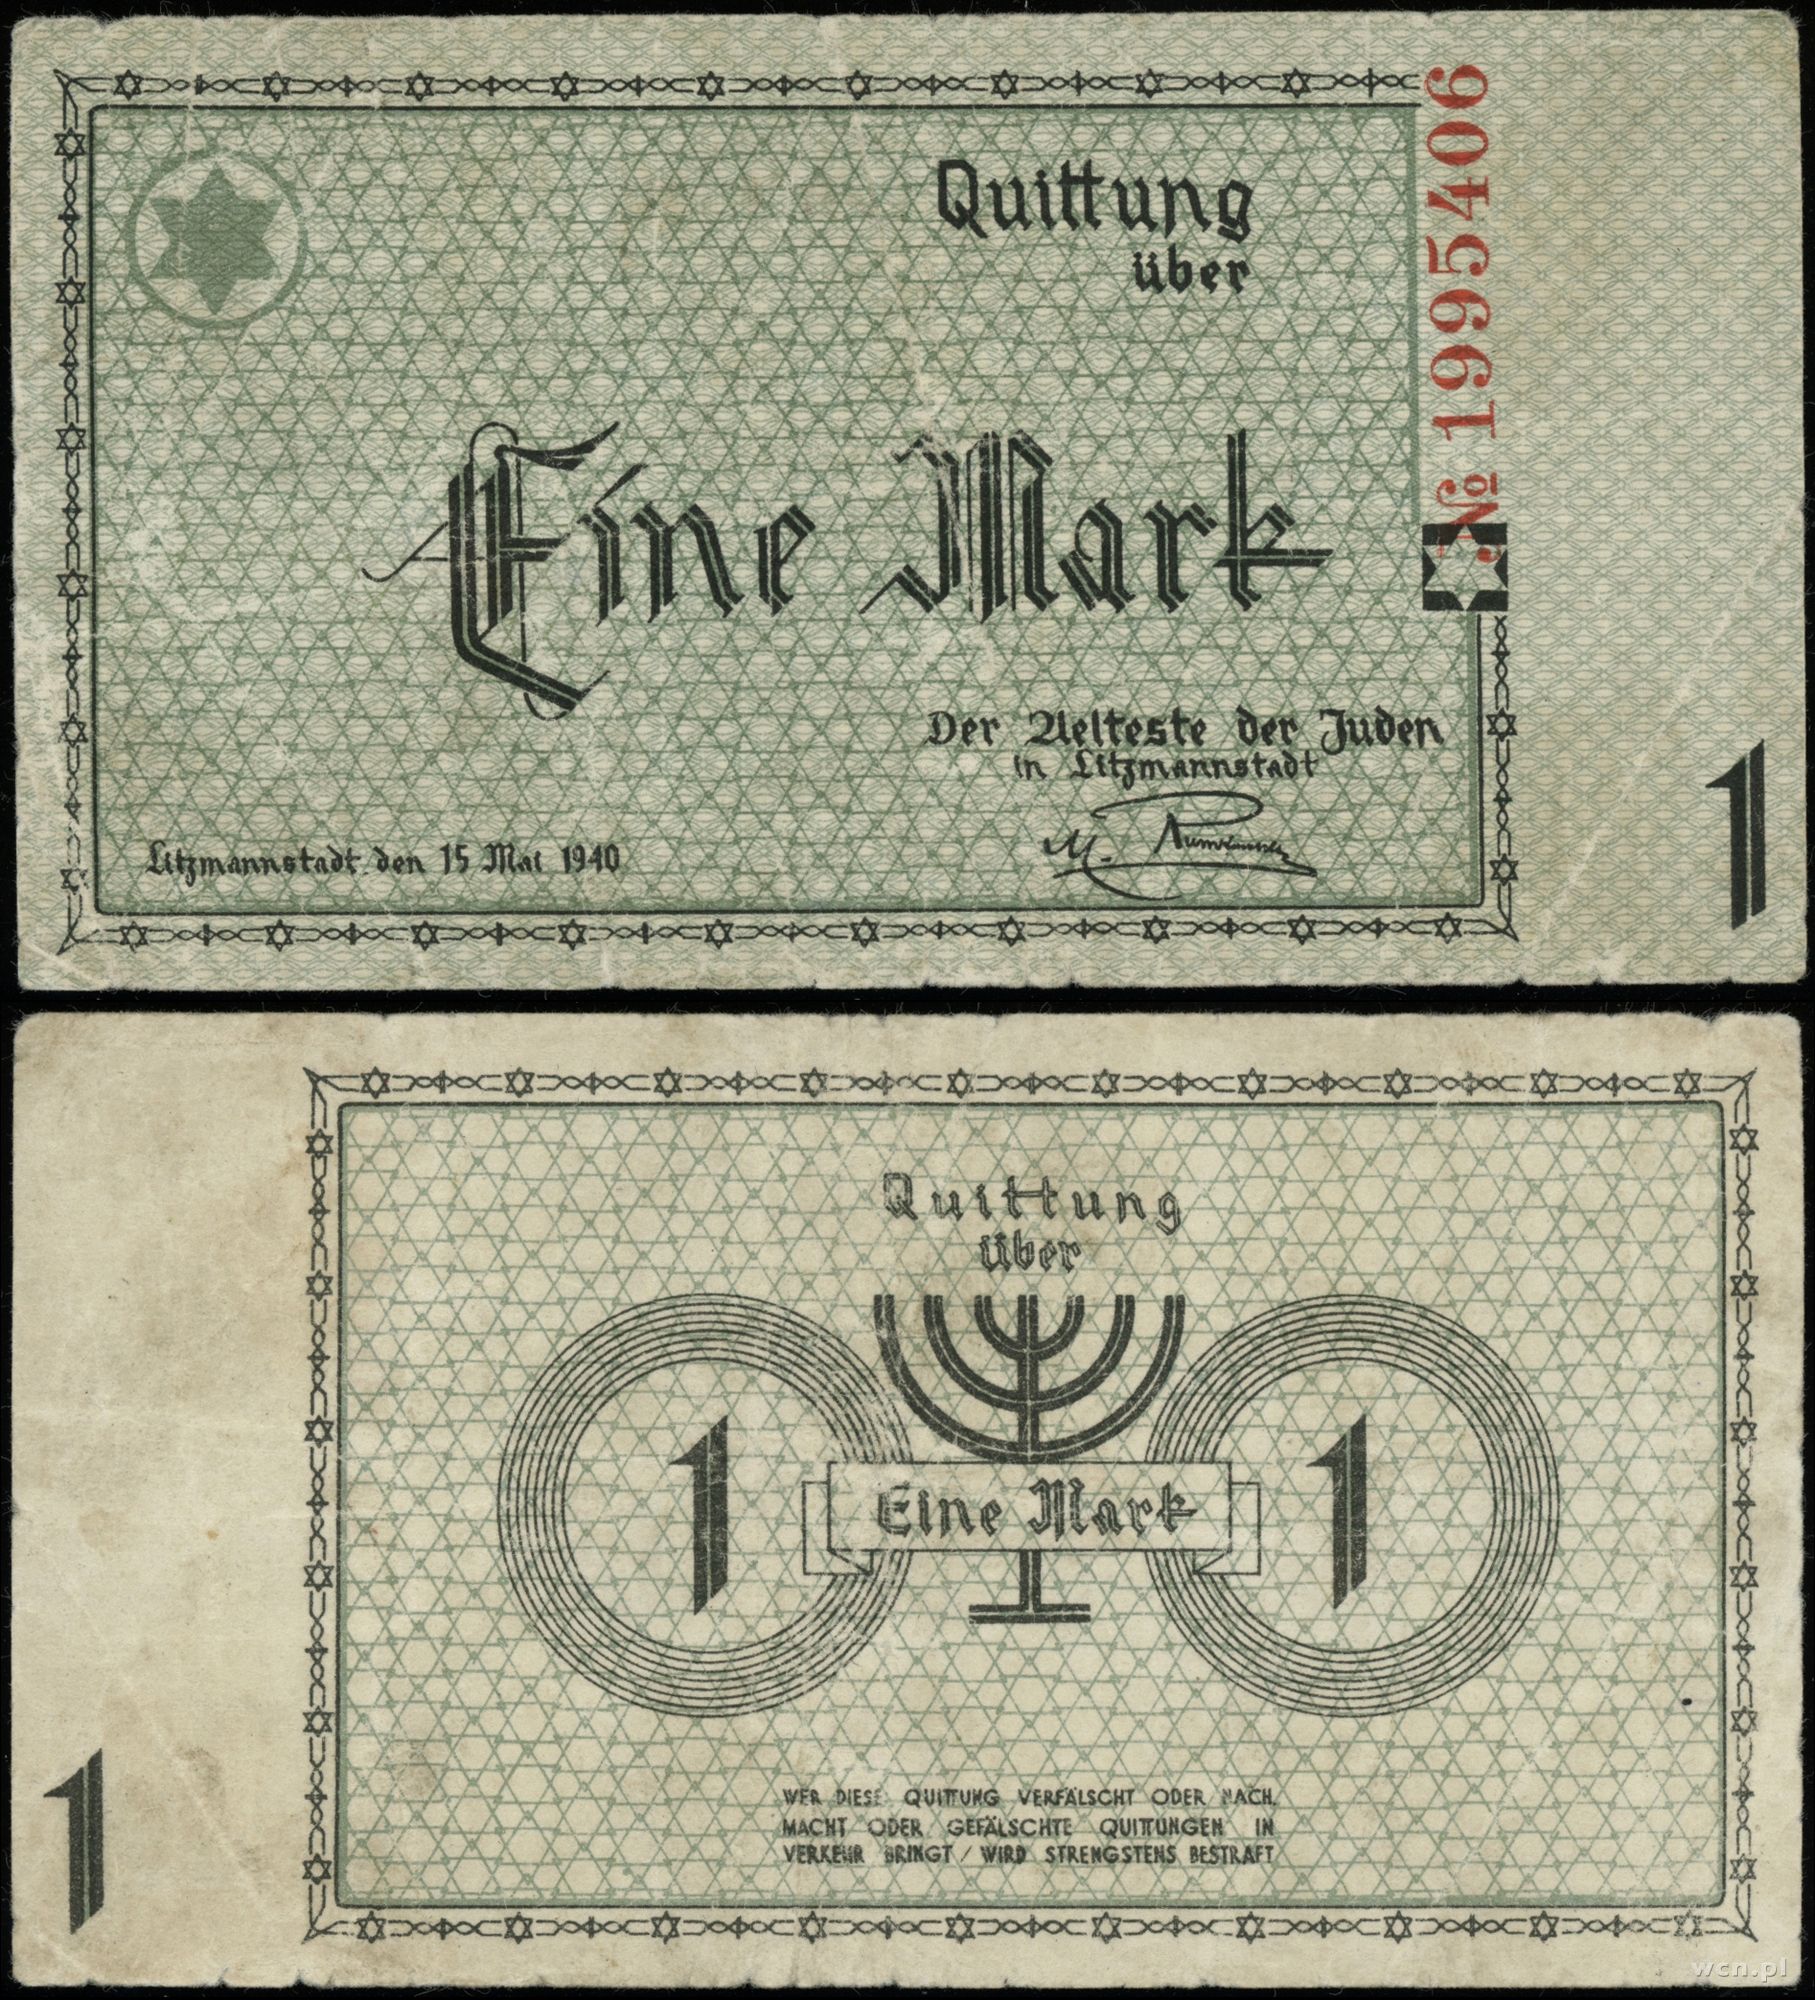 Quittung
über
№ 1995406
Eine Mark
Der Aelteste der Juden
in Litzmannstadt
Litzmannstadt, den 15 Mai 1940
1
Quittung
über
1
Eine Mark
1
WER DIESE QUITTUNG VERFÄLSCHT ODER NACH.
MACHT ODER GEFÄLSCHTE QUITTUNGEN IN
VERKEHR BRINGT / WIRD STRENGSTENS BESTRAFT
1
wcn.pl